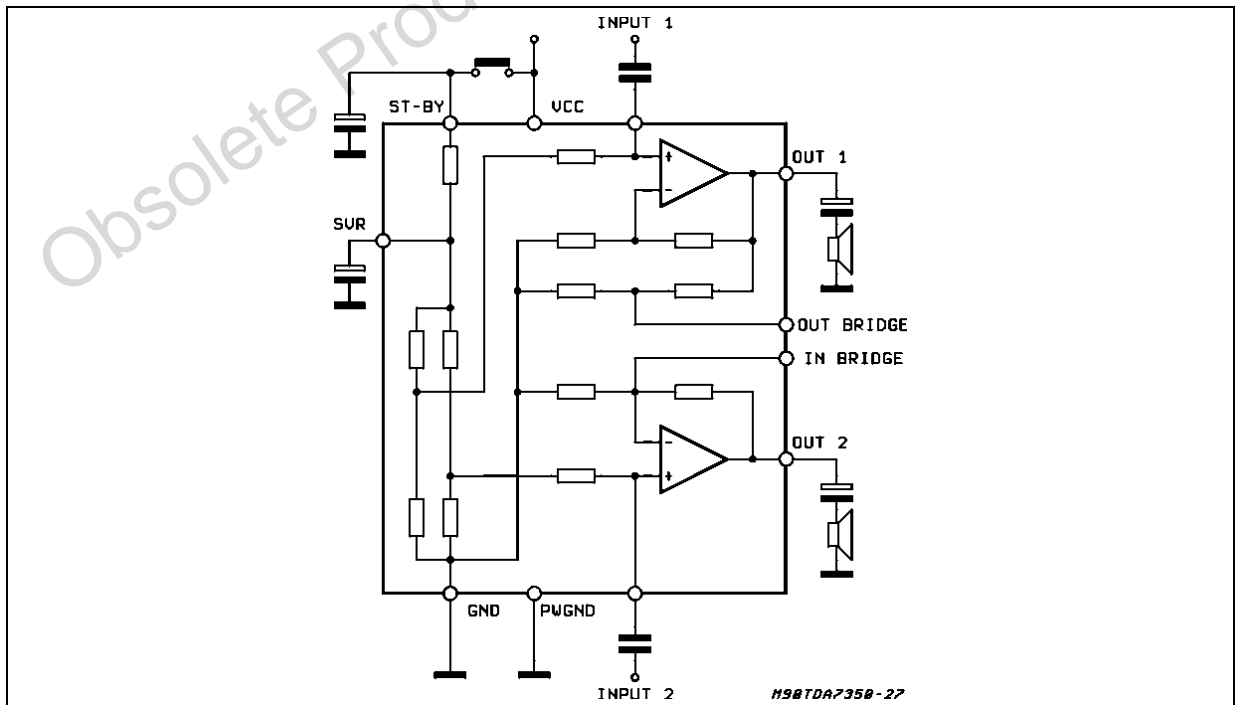 Obsolete Prod
INPUT 1
ST-BY
VCC
+
-
OUT 1
SVR
OUT BRIDGE
IN BRIDGE
-
+
OUT 2
GND
PWGND
INPUT 2
M90TDA7350-27